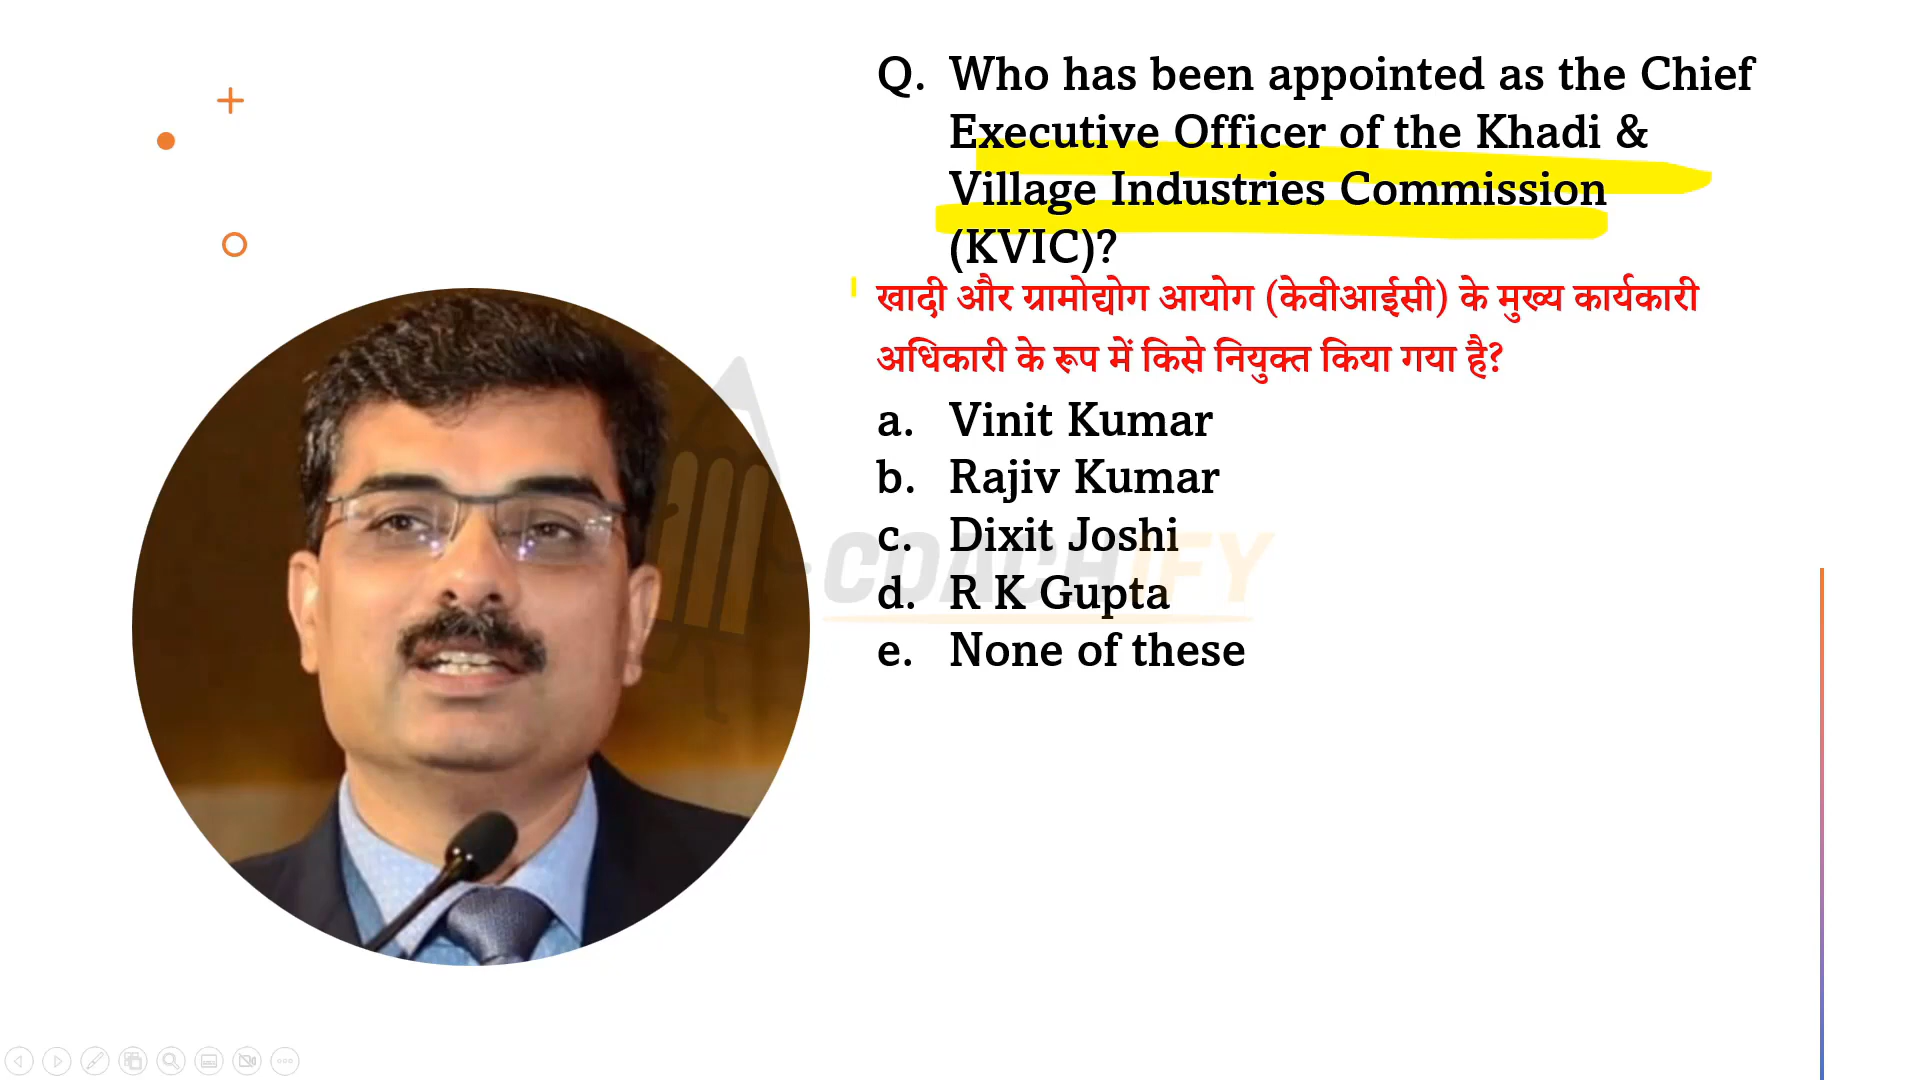 Q. Who has been appointed as the Chief
Executive Officer of the Khadi &
Village Industries Commission
(KVIC)?
खादी और ग्रामोद्योग आयोग (केवीआईसी) के मुख्य कार्यकारी
अधिकारी के रूप में किसे नियुक्त किया गया है?
a. Vinit Kumar
b. Rajiv Kumar
c. Dixit Joshi
COACHIFY
d. R K Gupta
e. None of these